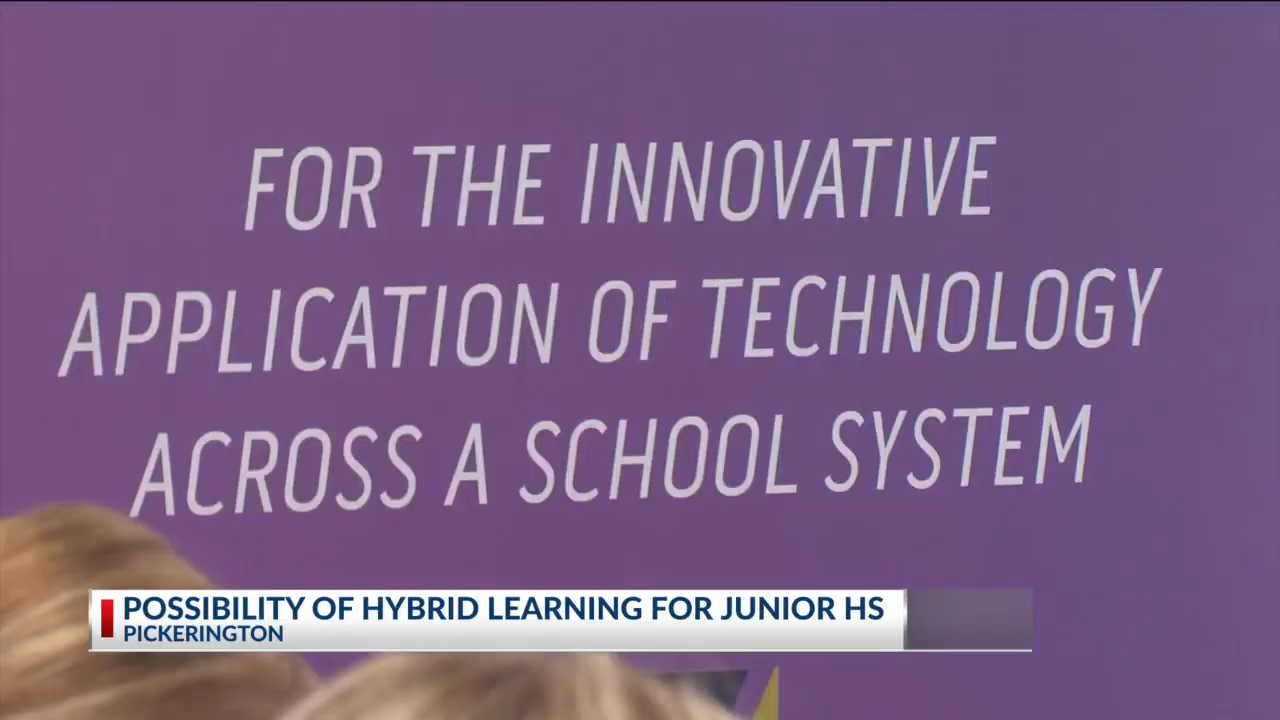 FOR THE INNOVATIVE
APPLICATION OF TECHNOLOGY
ACROSS A SCHOOL SYSTEM
POSSIBILITY OF HYBRID LEARNING FOR JUNIOR HS
PICKERINGTON